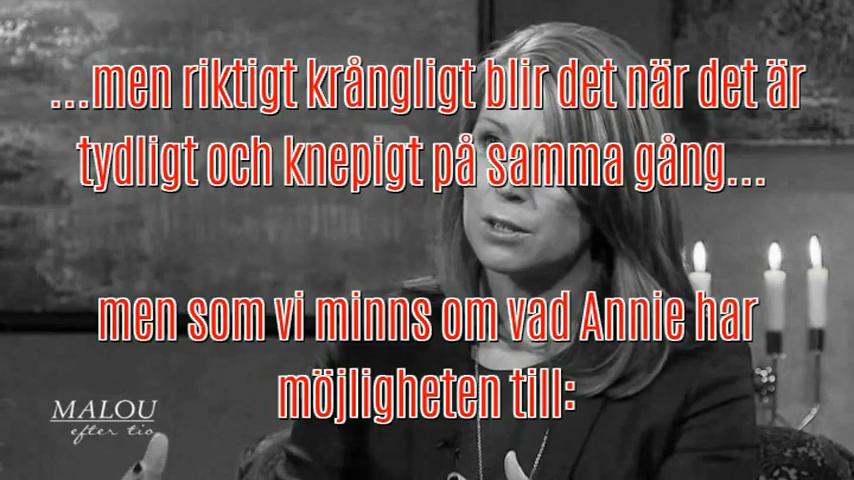 ...men riktigt krångligt blir det när det är
tydligt och knepigt på samma gång...
men som vi minns om vad Annie har
möjligheten till:
MALOU
efter tio